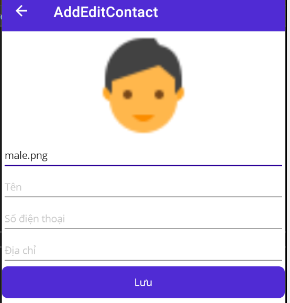 AddEditContact
male.png
Tên
Số điện thoại
Địa chỉ
Lưu